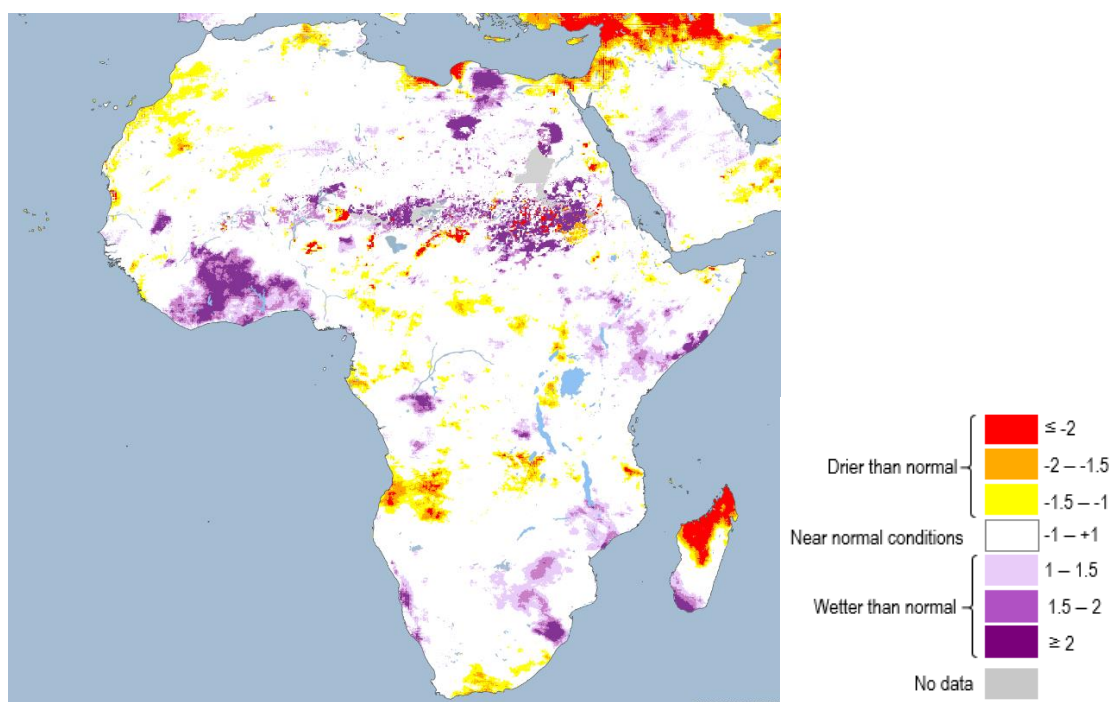 ≤ -2
Drier than normal
-2 – -1.5
-1.5 – -1
Near normal conditions
-1 – +1
1 – 1.5
Wetter than normal
1.5 – 2
≥ 2
No data